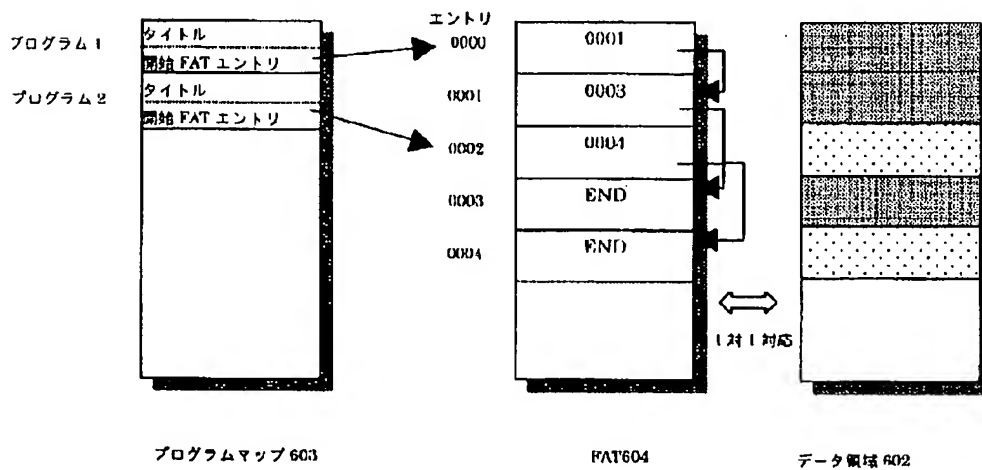 プログラム1
タイトル
開始 FAT エントリ
プログラム2
タイトル
開始 FAT エントリ
エントリ
0000
0001
0002
0003
0004
0001
0003
0004
END
END
1対1対応
プログラムマップ 603
FAT604
データ領域 602